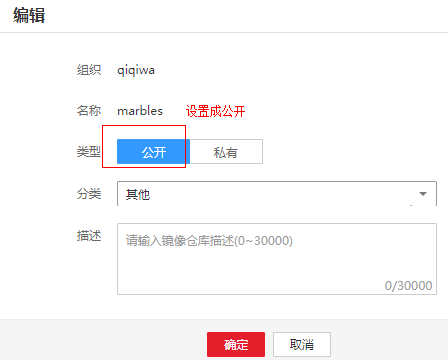 编辑
组织 qiqiwa
名称 marbles 设置成公开
类型 公开 私有
分类 其他
描述 请输入镜像仓库描述(0~30000)
0/30000
确定 取消